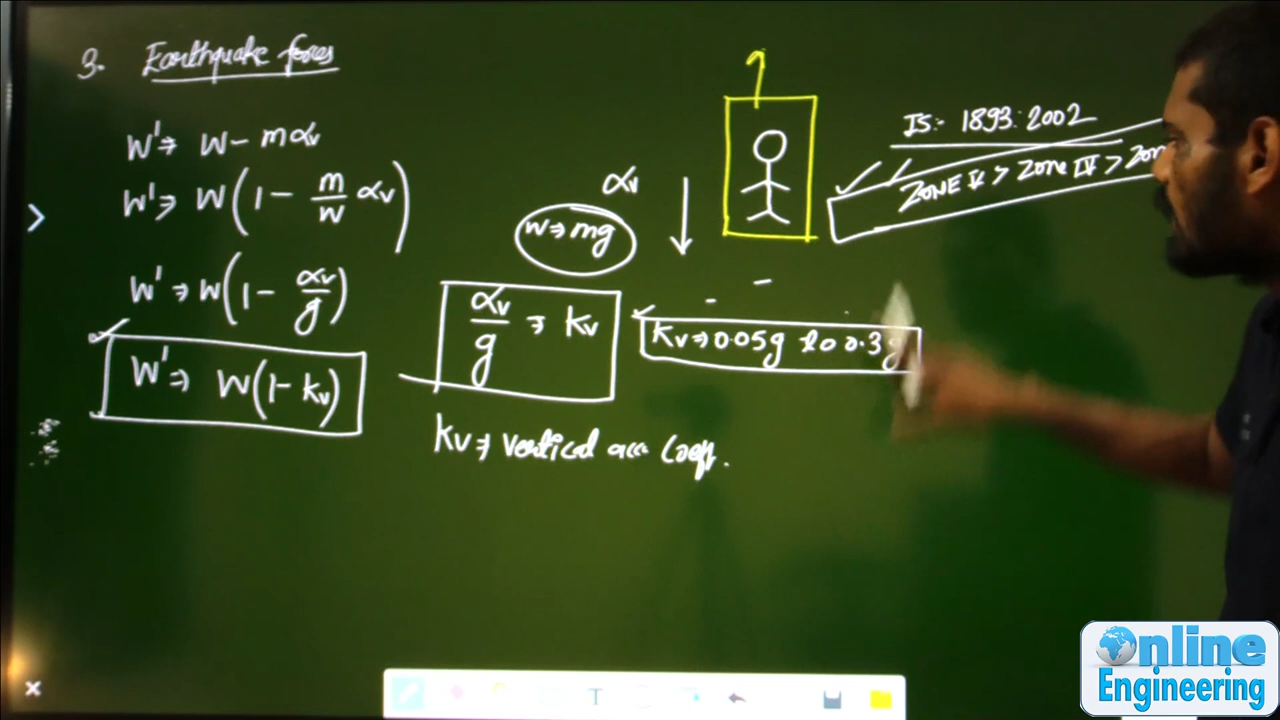 3. Earthquake forces
W' ⇒ W - mαv
W' ⇒ W(1 - m/W αv)
W' ⇒ W(1 - αv/g)
W' ⇒ W(1 - kv)
αv
W ⇒ mg
αv/g ⇒ kv
kv ⇒ 0.05g to 0.3g
kv ⇒ vertical acc Coeff.
IS:- 1893:2002
ZONE V > ZONE IV > Zon
T
Online
Engineering